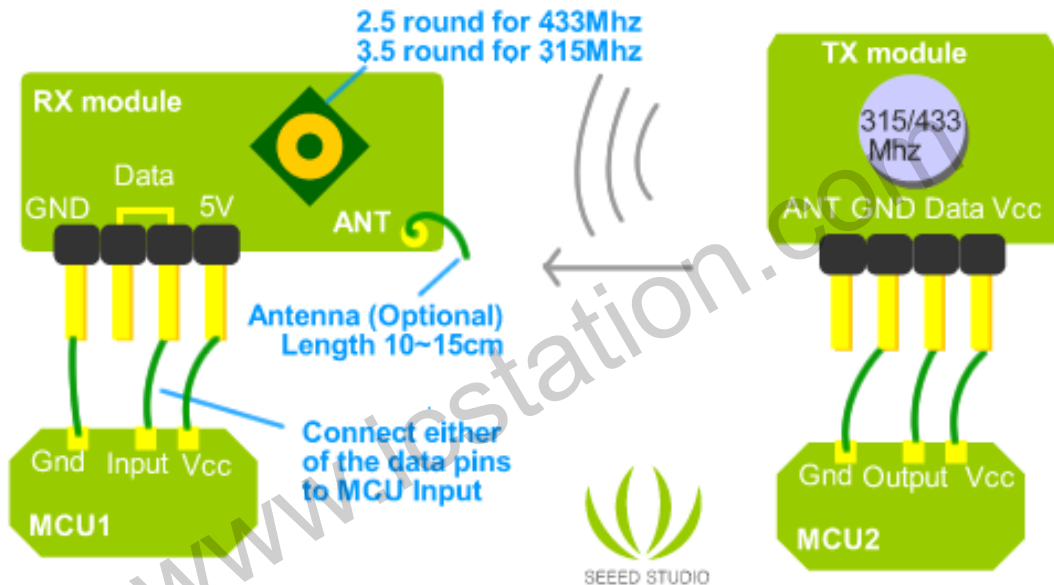 2.5 round for 433Mhz
3.5 round for 315Mhz
RX module
Data
GND
5V
ANT
Antenna (Optional)
Length 10~15cm
Connect either
of the data pins
to MCU Input
Gnd Input Vcc
MCU1
TX module
315/433
Mhz
ANT GND Data Vcc
Gnd Output Vcc
MCU2
SEEED STUDIO
www.icstation.com